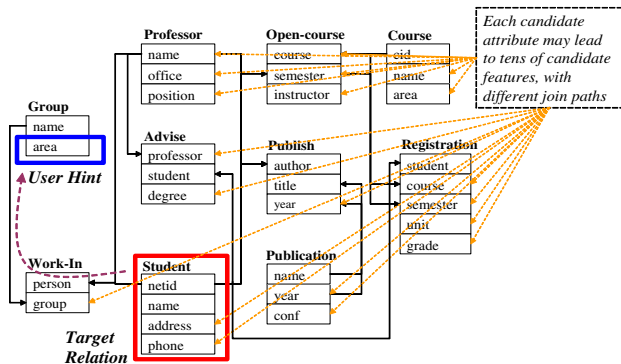 Professor
name
office
position
Open-course
course
semester
instructor
Course
cid
name
area
Each candidate
attribute may lead
to tens of candidate
features, with
different join paths
Group
name
area
User Hint
Advise
professor
student
degree
Publish
author
title
year
Registration
student
course
semester
unit
grade
Work-In
person
group
Student
netid
name
address
phone
Publication
name
year
conf
Target
Relation